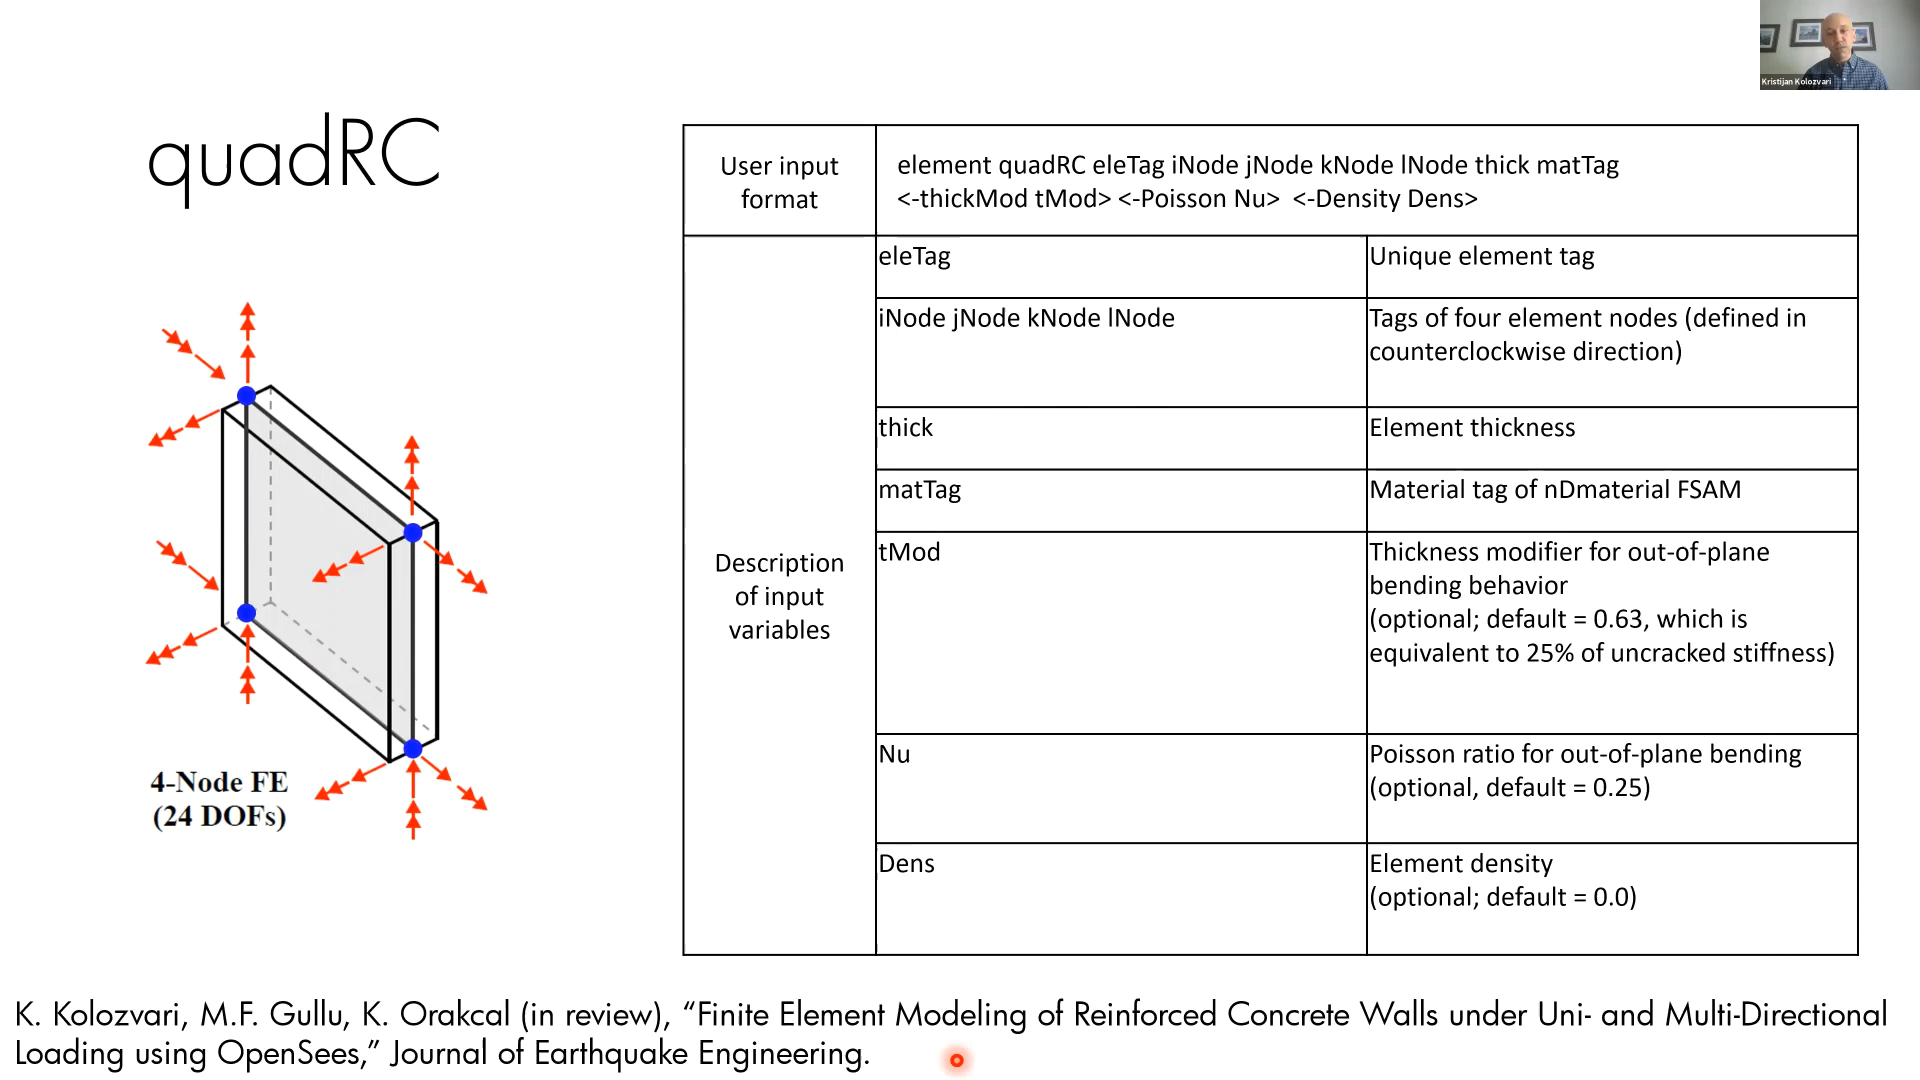 Kristijan Kolozvari
quadRC
User input
format
element quadRC eleTag iNode jNode kNode lNode thick matTag
<-thickMod tMod> <-Poisson Nu> <-Density Dens>
Description
of input
variables
eleTag
Unique element tag
iNode jNode kNode lNode
Tags of four element nodes (defined in
counterclockwise direction)
thick
Element thickness
matTag
Material tag of nDmaterial FSAM
tMod
Thickness modifier for out-of-plane
bending behavior
(optional; default = 0.63, which is
equivalent to 25% of uncracked stiffness)
Nu
Poisson ratio for out-of-plane bending
(optional, default = 0.25)
Dens
Element density
(optional; default = 0.0)
4-Node FE
(24 DOFs)
K. Kolozvari, M.F. Gullu, K. Orakcal (in review), “Finite Element Modeling of Reinforced Concrete Walls under Uni- and Multi-Directional
Loading using OpenSees,” Journal of Earthquake Engineering.